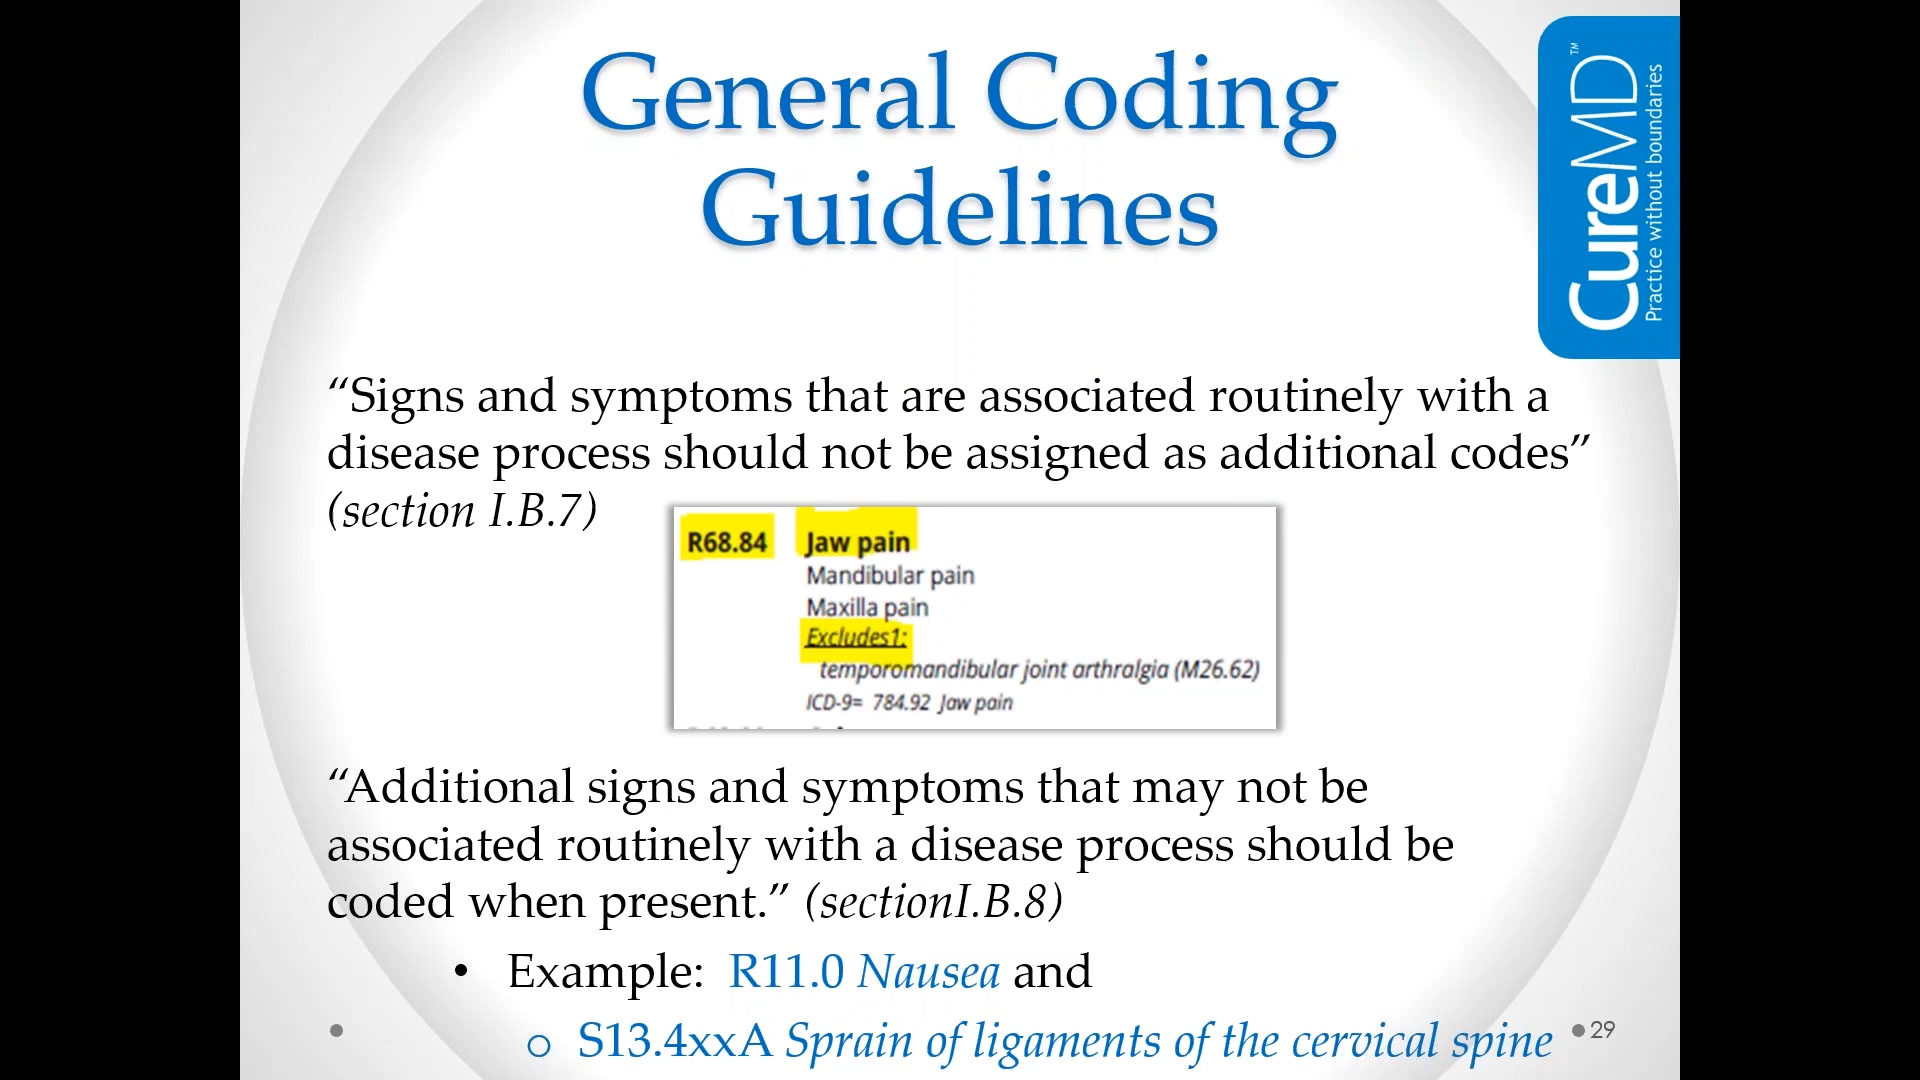 General Coding
Guidelines
CureMD™
Practice without boundaries
“Signs and symptoms that are associated routinely with a
disease process should not be assigned as additional codes”
(section I.B.7)
R68.84 Jaw pain
Mandibular pain
Maxilla pain
Excludes1:
temporomandibular joint arthralgia (M26.62)
ICD-9= 784.92 Jaw pain
“Additional signs and symptoms that may not be
associated routinely with a disease process should be
coded when present.” (sectionI.B.8)
• Example: R11.0 Nausea and
o S13.4xxA Sprain of ligaments of the cervical spine
29